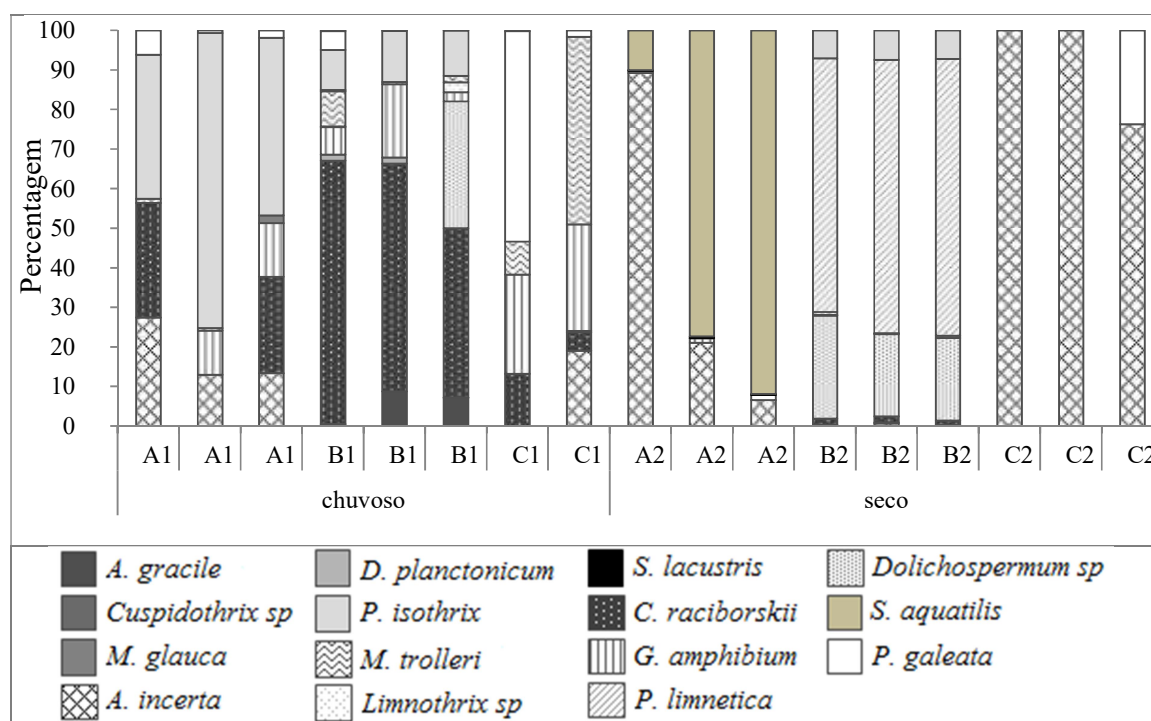 Percentagem
100
90
80
70
60
50
40
30
20
10
0
A1 A1 A1 B1 B1 B1 C1 C1 A2 A2 A2 B2 B2 B2 C2 C2 C2
chuvoso seco
A. gracile D. planctonicum S. lacustris Dolichospermum sp
Cuspidothrix sp P. isothrix C. raciborskii S. aquatilis
M. glauca M. trolleri G. amphibium P. galeata
A. incerta Limnothrix sp P. limnetica